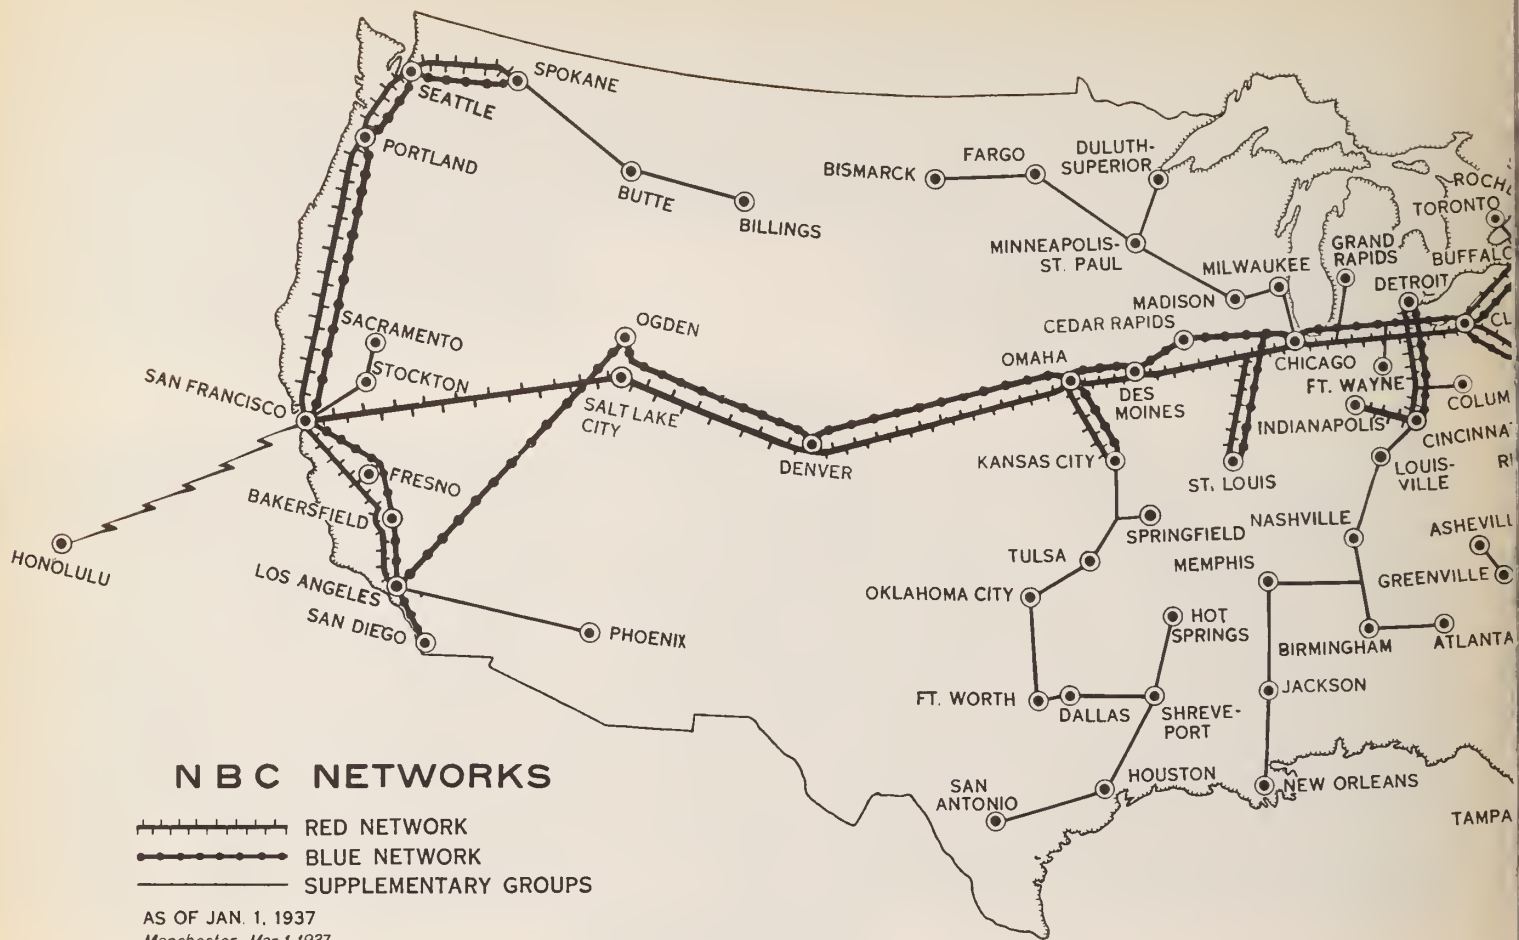 SPOKANE
SEATTLE
PORTLAND
BUTTE
BILLINGS
BISMARCK
FARGO
DULUTH-
SUPERIOR
MINNEAPOLIS-
ST. PAUL
MADISON
MILWAUKEE
GRAND
RAPIDS
DETROIT
TORONTO
SACRAMENTO
STOCKTON
SAN FRANCISCO
OGDEN
SALT LAKE
CITY
DENVER
OMAHA
CEDAR RAPIDS
DES
MOINES
CHICAGO
FT. WAYNE
INDIANAPOLIS
KANSAS CITY
ST. LOUIS
LOUIS-
VILLE
FRESNO
BAKERSFIELD
HONOLULU
LOS ANGELES
SAN DIEGO
PHOENIX
SPRINGFIELD
TULSA
OKLAHOMA CITY
NASHVILLE
MEMPHIS
GREENVILLE
HOT
SPRINGS
BIRMINGHAM
ATLANTA
FT. WORTH
DALLAS
SHREVE-
PORT
JACKSON
SAN
ANTONIO
HOUSTON
NEW ORLEANS
TAMPA
NBC NETWORKS
RED NETWORK
BLUE NETWORK
SUPPLEMENTARY GROUPS
AS OF JAN. 1, 1937